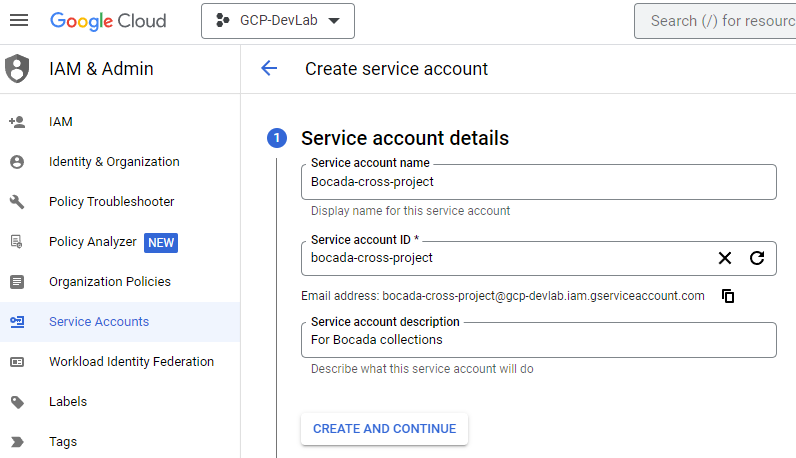 Google Cloud
GCP-DevLab
Search (/) for resourc
IAM & Admin
Create service account
IAM
Identity & Organization
Policy Troubleshooter
Policy Analyzer NEW
Organization Policies
Service Accounts
Workload Identity Federation
Labels
Tags
1 Service account details
Service account name
Bocada-cross-project
Display name for this service account
Service account ID *
bocada-cross-project
Email address: bocada-cross-project@gcp-devlab.iam.gserviceaccount.com
Service account description
For Bocada collections
Describe what this service account will do
CREATE AND CONTINUE